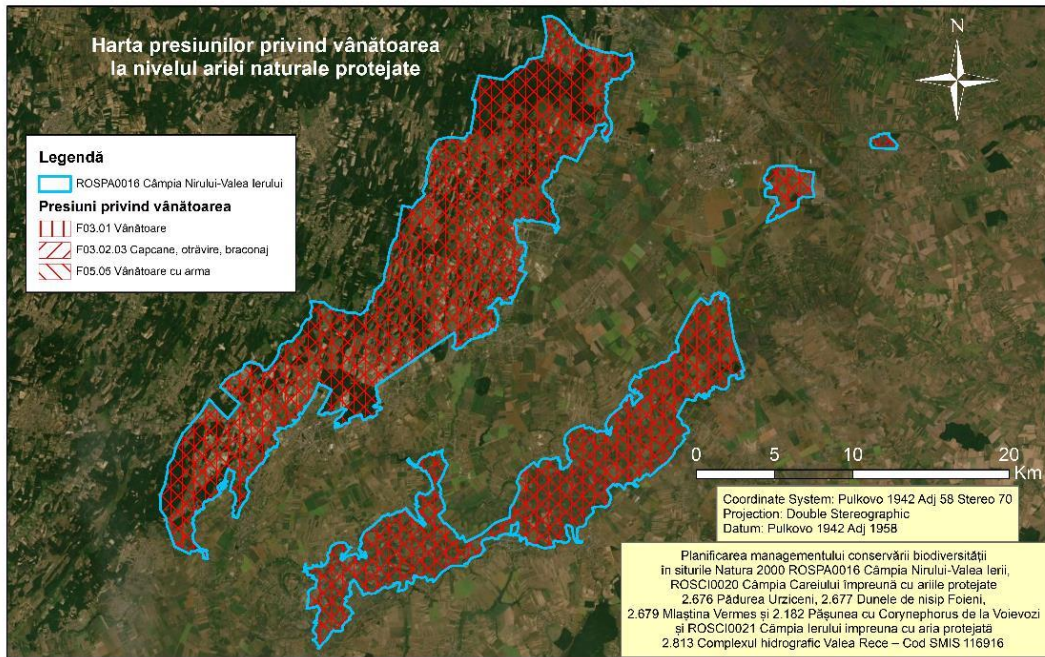 Harta presiunilor privind vânătoarea
la nivelul ariei naturale protejate
N
Legendă
ROSPA0016 Câmpia Nirului-Valea Ierului
Presiuni privind vânătoarea
F03.01 Vânătoare
F03.02.03 Capcane, otrăvire, braconaj
F05.06 Vânătoare cu arma
0 5 10 20
Km
Coordinate System: Pulkovo 1942 Adj 58 Stereo 70
Projection: Double Stereographic
Datum: Pulkovo 1942 Adj 1958
Planificarea managementului conservării biodiversității
în siturile Natura 2000 ROSPA0016 Câmpia Nirului-Valea Ierii,
ROSCI0020 Câmpia Careiului împreună cu ariile protejate
2.676 Pădurea Urziceni, 2.677 Dunele de nisip Foieni,
2.679 Mlaștina Vermes și 2.182 Pășunea cu Corynephorus de la Voievozi
și ROSCI0021 Câmpia Ierului impreuna cu aria protejată
2.813 Complexul hidrografic Valea Rece – Cod SMIS 116916